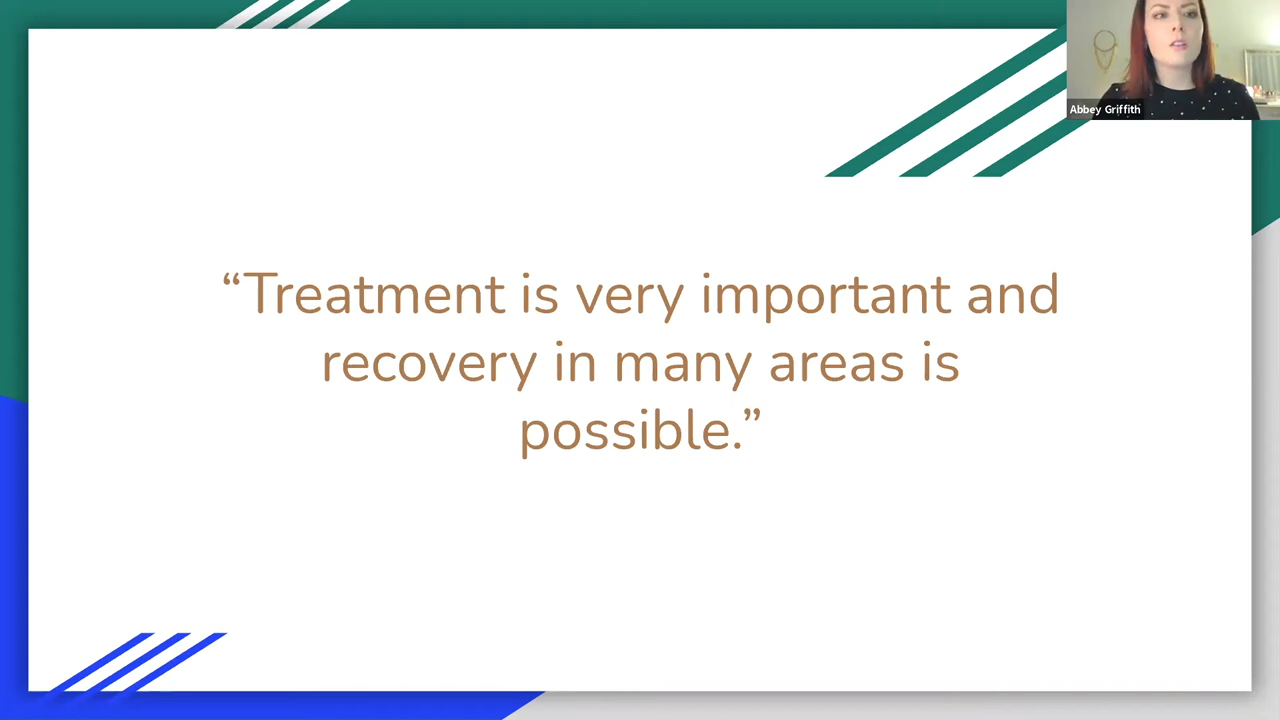 Abbey Griffith
“Treatment is very important and
recovery in many areas is
possible.”